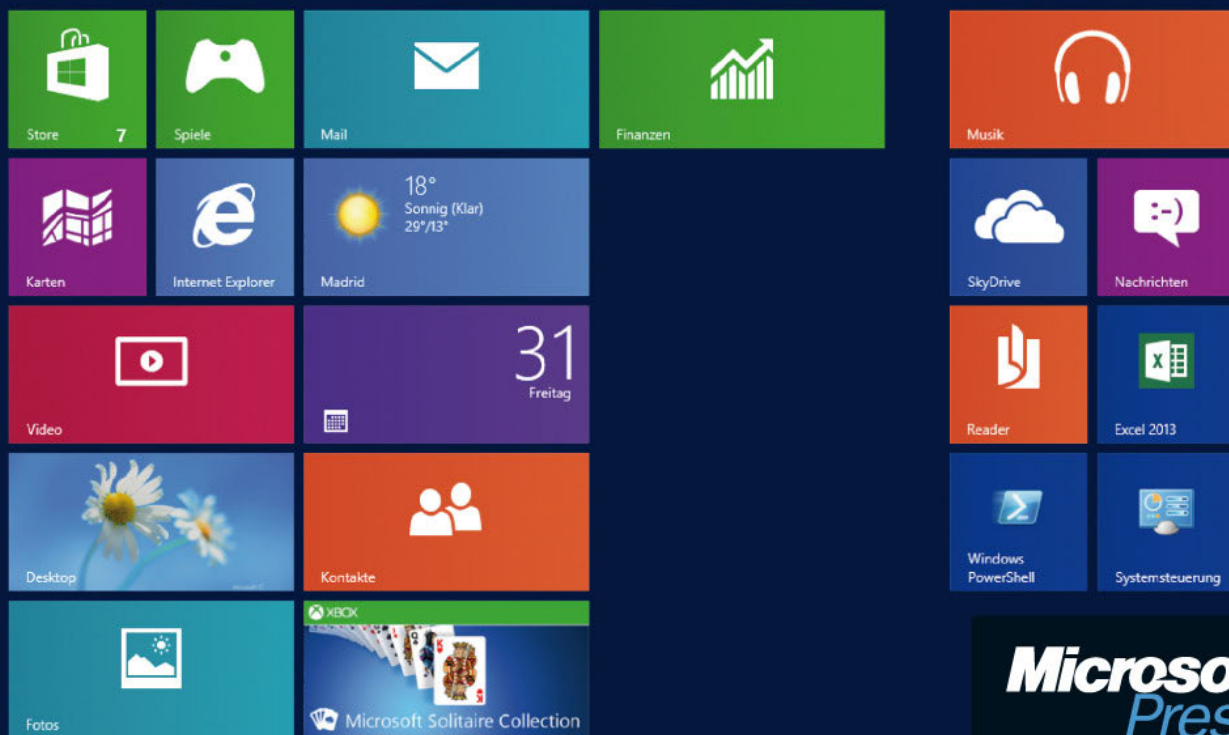 Store 7
Spiele
Mail
Finanzen
Musik
Karten
Internet Explorer
18°
Sonnig (Klar)
29°/13°
Madrid
SkyDrive
Nachrichten
Video
31
Freitag
Reader
Excel 2013
Desktop
Kontakte
Windows
PowerShell
Systemsteuerung
Fotos
XBOX
Microsoft Solitaire Collection
Microso
Pres